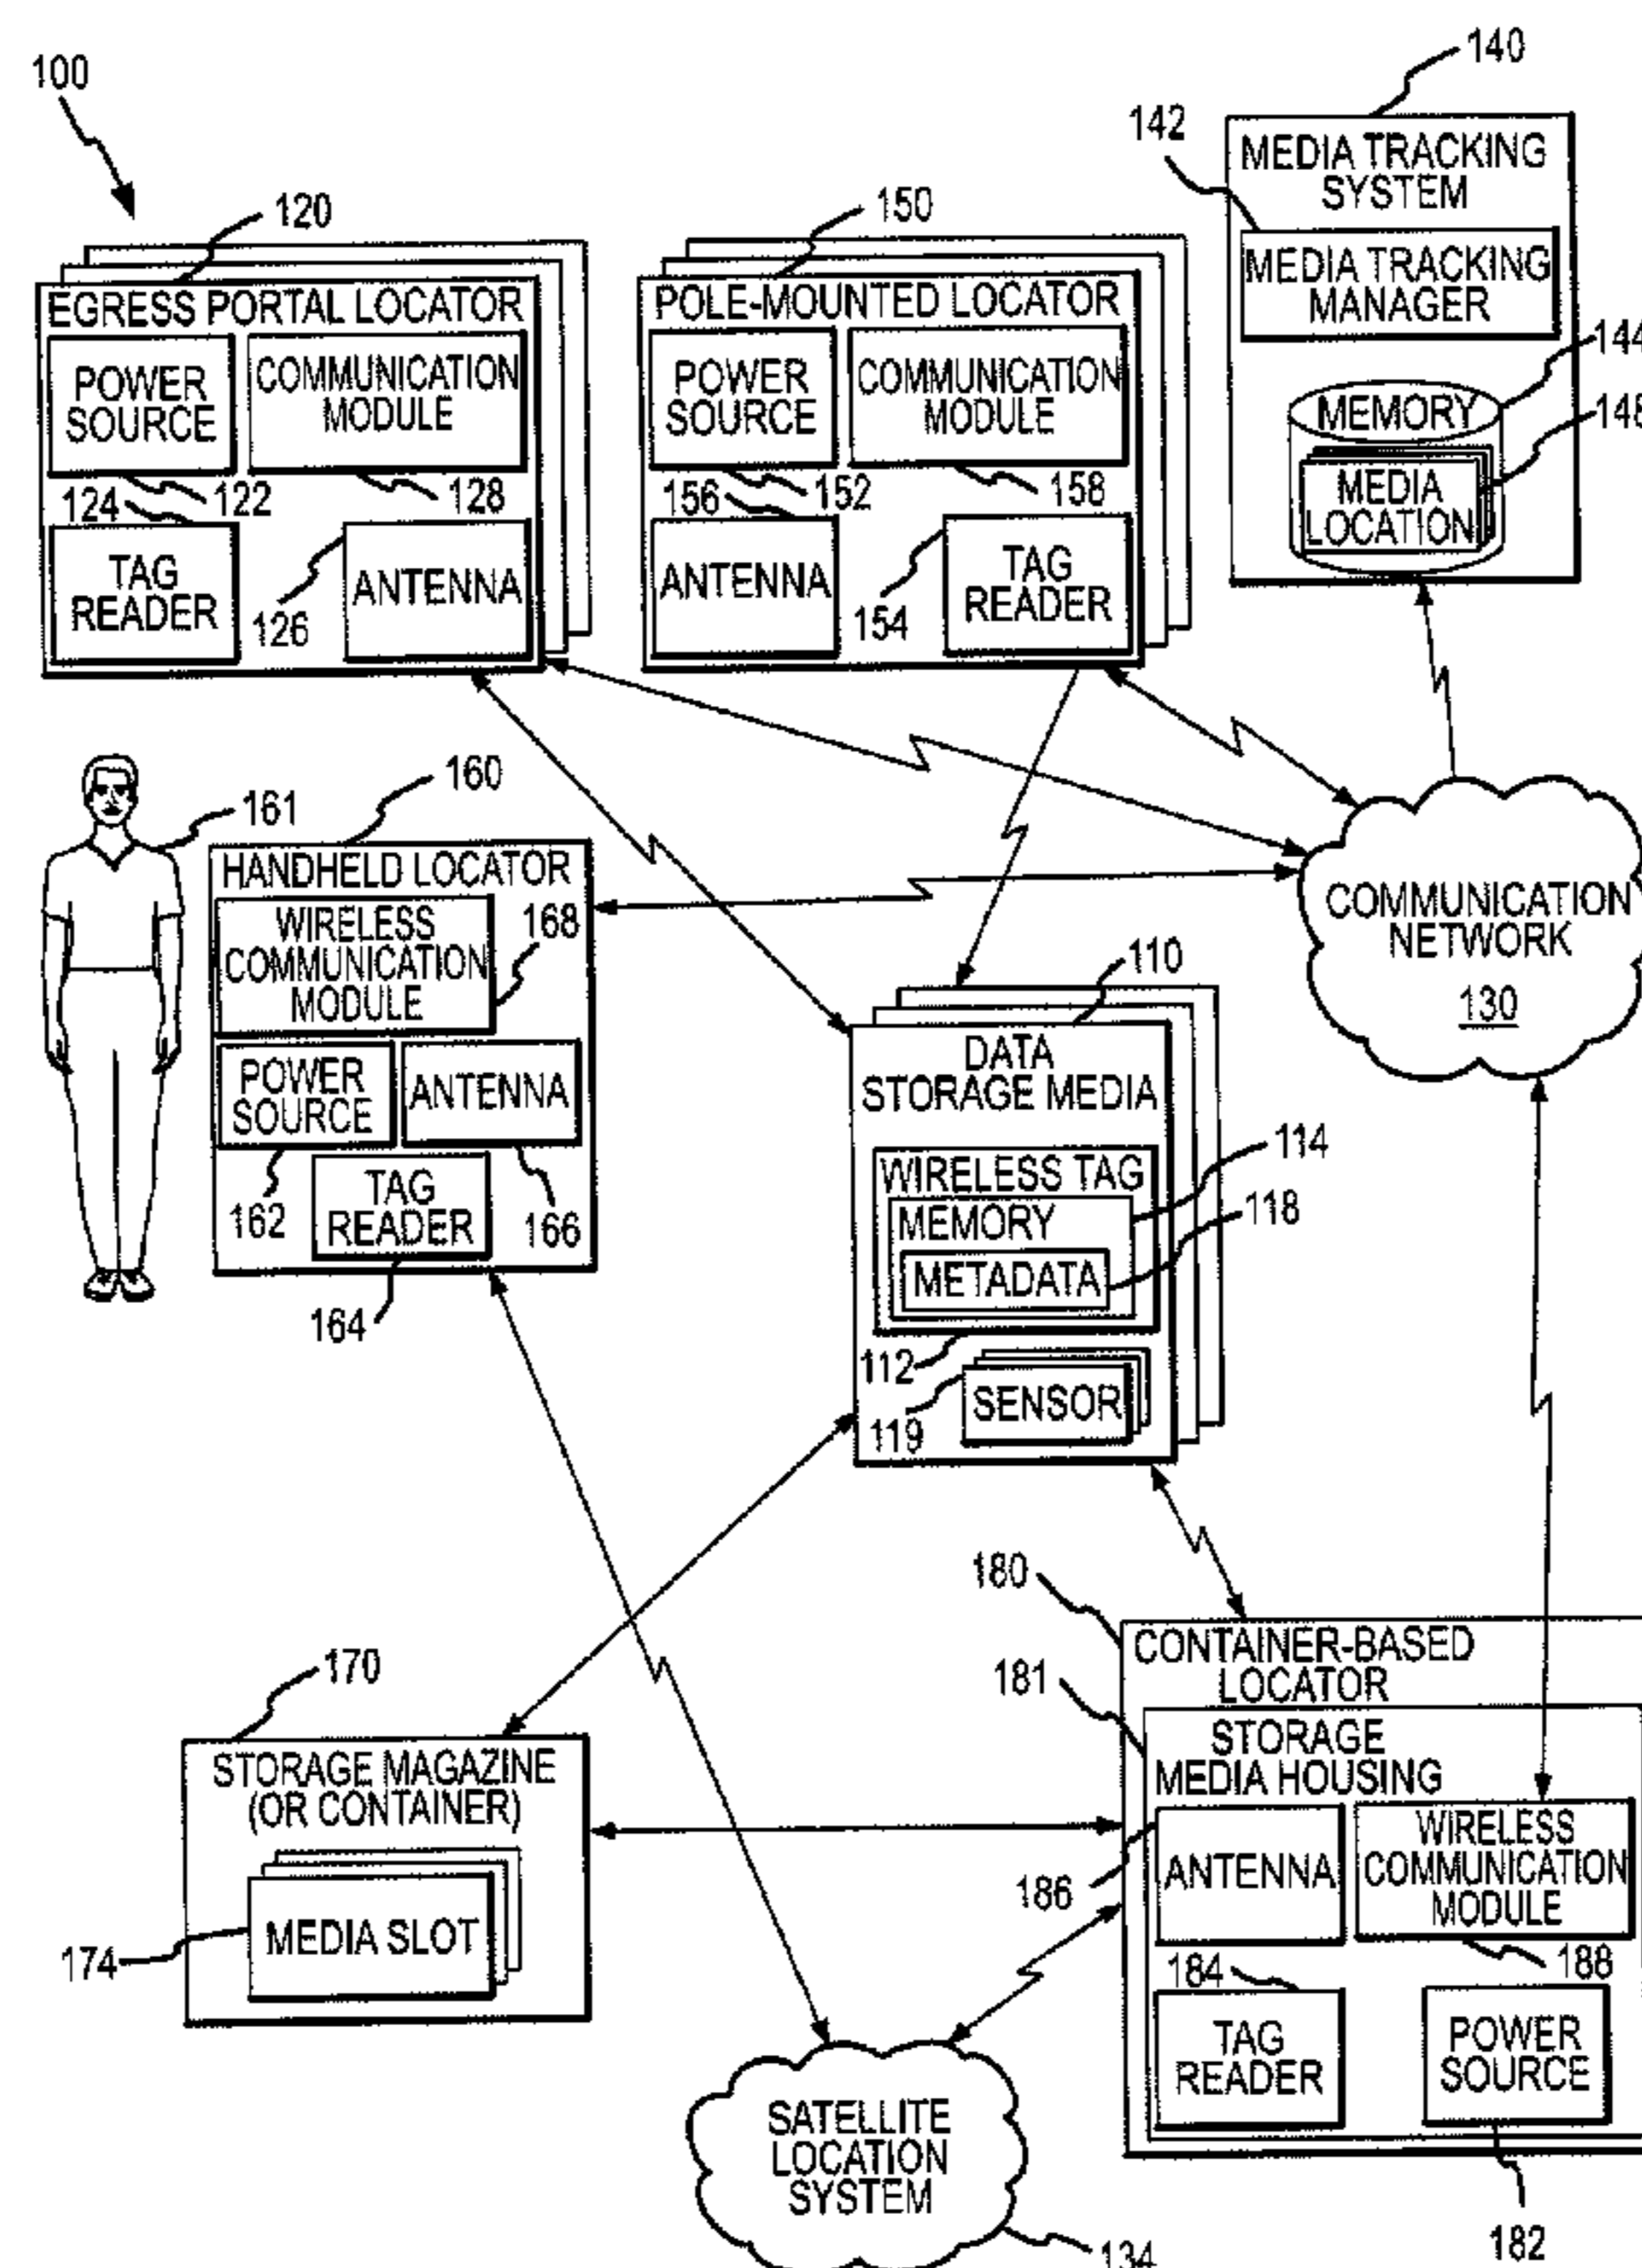 100
140
142
MEDIA TRACKING
SYSTEM
MEDIA TRACKING
MANAGER
144
MEMORY
MEDIA
LOCATION
120
EGRESS PORTAL LOCATOR
POWER
SOURCE
COMMUNICATION
MODULE
124
122
128
TAG
READER
126
ANTENNA
150
POLE-MOUNTED LOCATOR
POWER
SOURCE
COMMUNICATION
MODULE
156
152
158
ANTENNA
154
TAG
READER
161
160
HANDHELD LOCATOR
WIRELESS
COMMUNICATION
MODULE
168
POWER
SOURCE
ANTENNA
162
TAG
READER
166
164
COMMUNICATION
NETWORK
130
110
DATA
STORAGE MEDIA
114
WIRELESS TAG
MEMORY
118
METADATA
112
119
SENSOR
170
STORAGE MAGAZINE
(OR CONTAINER)
MEDIA SLOT
174
180
CONTAINER-BASED
LOCATOR
181
STORAGE
MEDIA HOUSING
186
ANTENNA
WIRELESS
COMMUNICATION
MODULE
184
188
TAG
READER
POWER
SOURCE
182
SATELLITE
LOCATION
SYSTEM
134